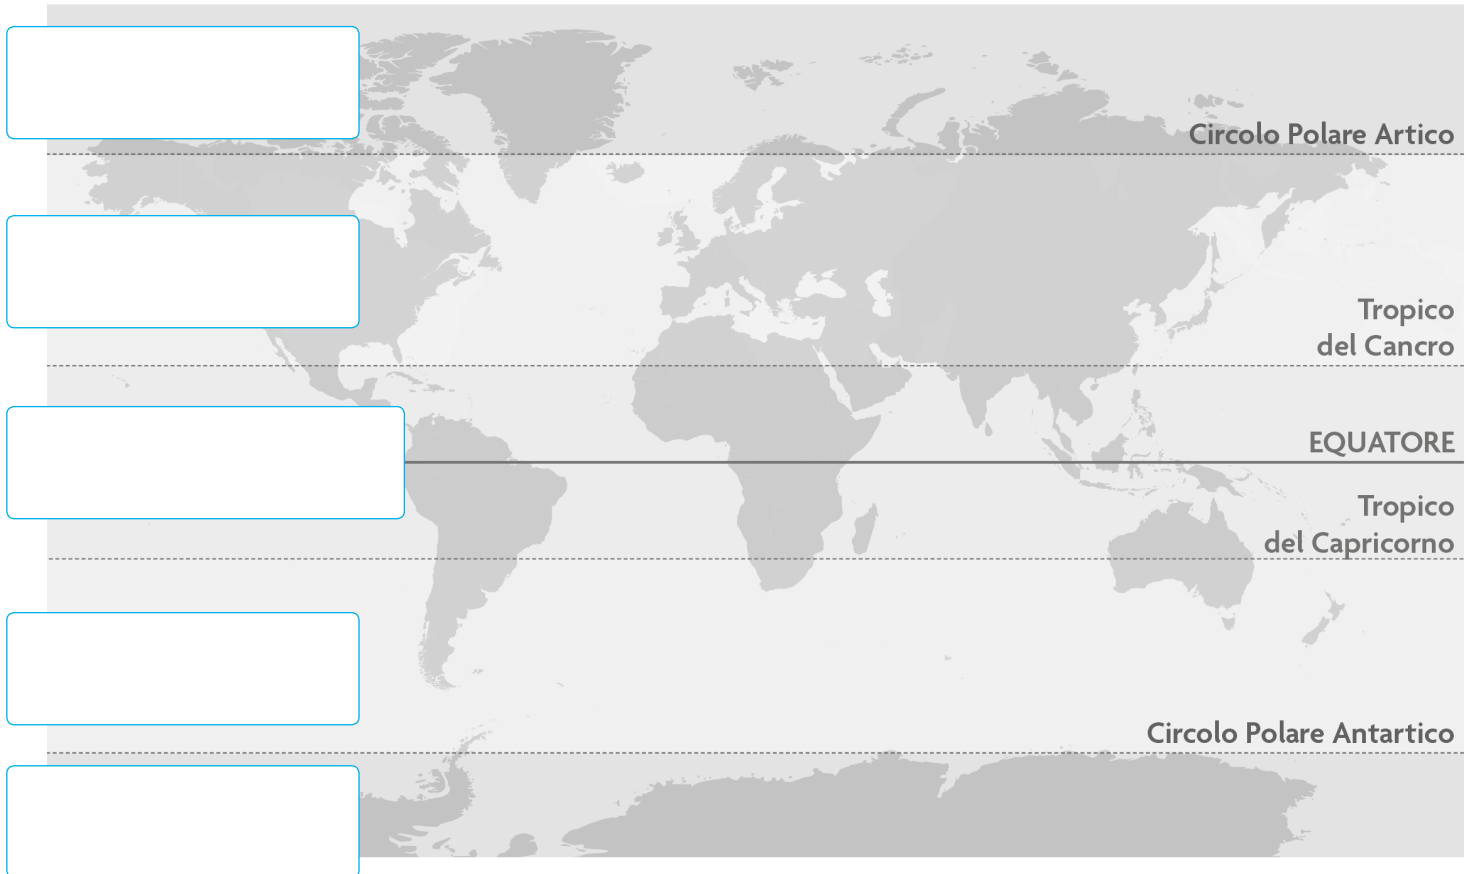 Circolo Polare Artico
Tropico
del Cancro
EQUATORE
Tropico
del Capricorno
Circolo Polare Antartico